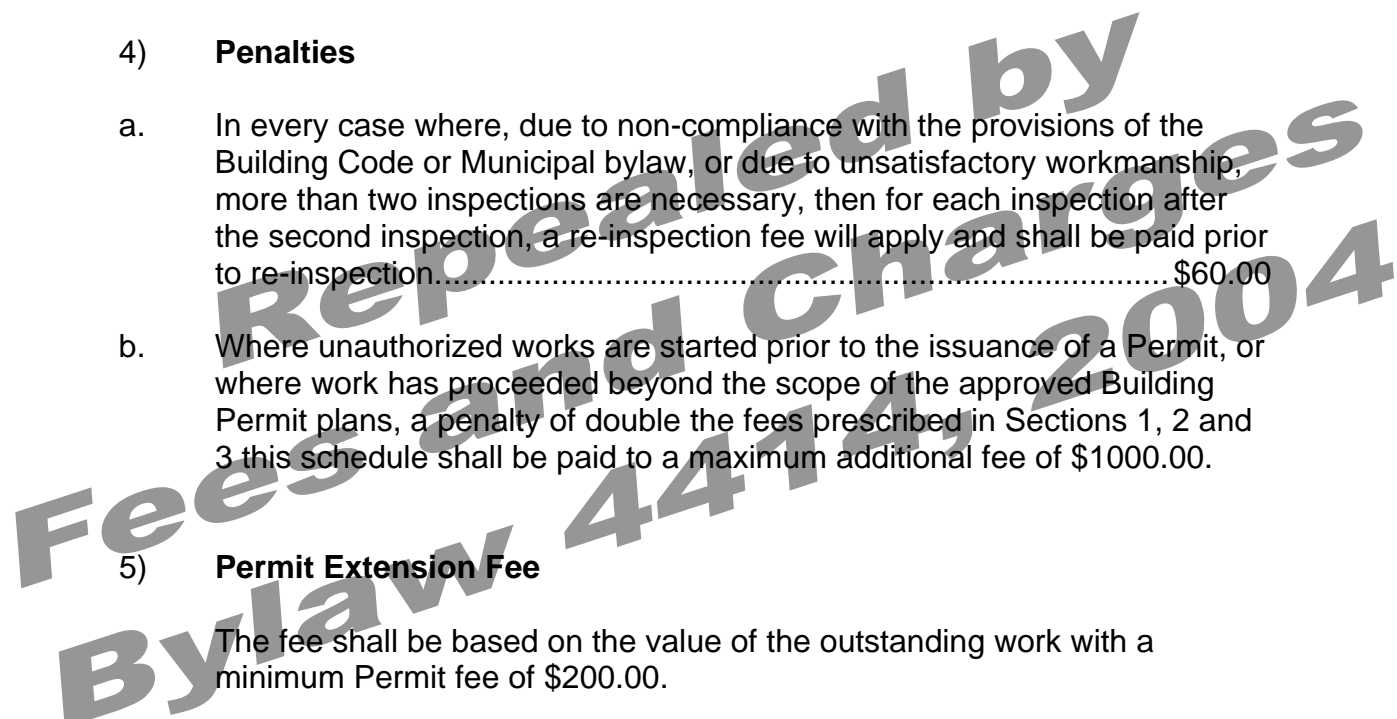 4) Penalties
a. In every case where, due to non-compliance with the provisions of the
Building Code or Municipal bylaw, or due to unsatisfactory workmanship,
more than two inspections are necessary, then for each inspection after
the second inspection, a re-inspection fee will apply and shall be paid prior
to re-inspection.............................................................................. $60.00
b. Where unauthorized works are started prior to the issuance of a Permit, or
where work has proceeded beyond the scope of the approved Building
Permit plans, a penalty of double the fees prescribed in Sections 1, 2 and
3 this schedule shall be paid to a maximum additional fee of $1000.00.
5) Permit Extension Fee
The fee shall be based on the value of the outstanding work with a
minimum Permit fee of $200.00.
Repealed by
Fees and Charges
Bylaw 4414, 2004